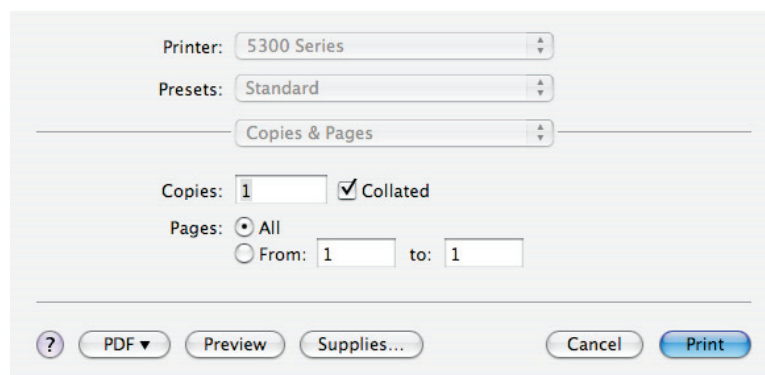 Printer: 5300 Series
Presets: Standard
Copies & Pages
Copies: 1 Collated
Pages: All
From: 1 to: 1
? PDF ▼ Preview Supplies... Cancel Print